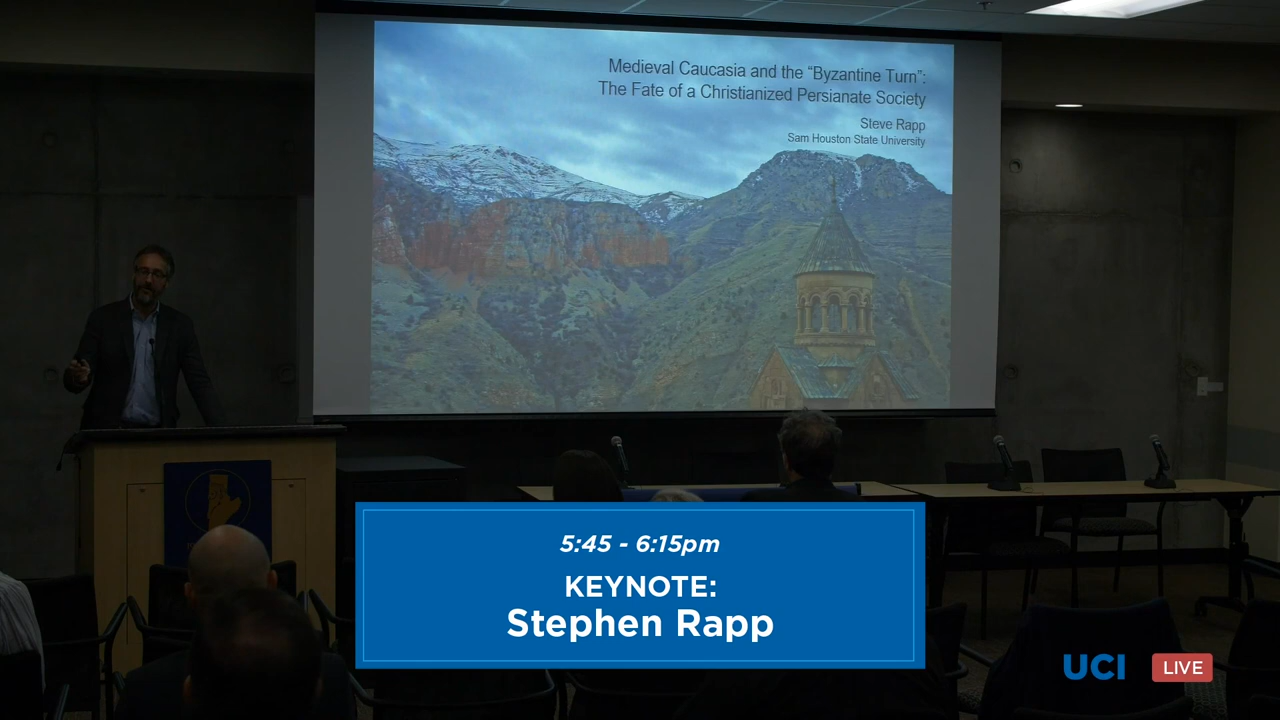 Medieval Caucasia and the “Byzantine Turn”:
The Fate of a Christianized Persianate Society
Steve Rapp
Sam Houston State University
5:45 - 6:15pm
KEYNOTE:
Stephen Rapp
UCI
LIVE